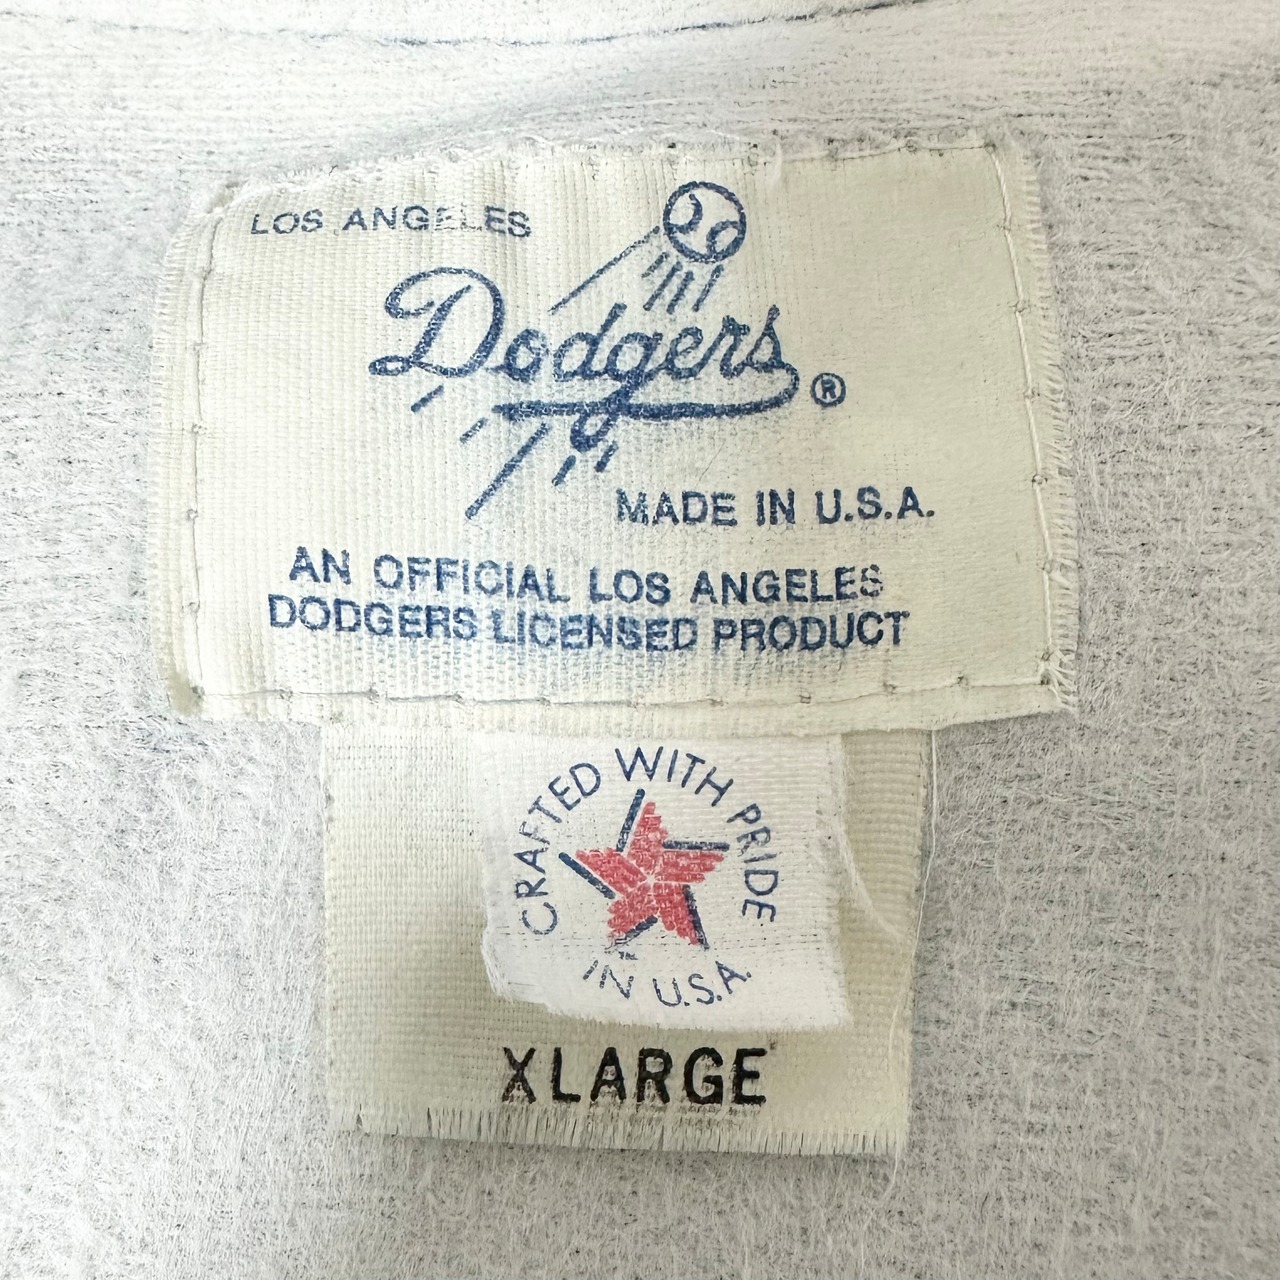 LOS ANGELES
Dodgers®
MADE IN U.S.A.
AN OFFICIAL LOS ANGELES
DODGERS LICENSED PRODUCT
CRAFTED WITH PRIDE
IN U.S.A.
XLARGE